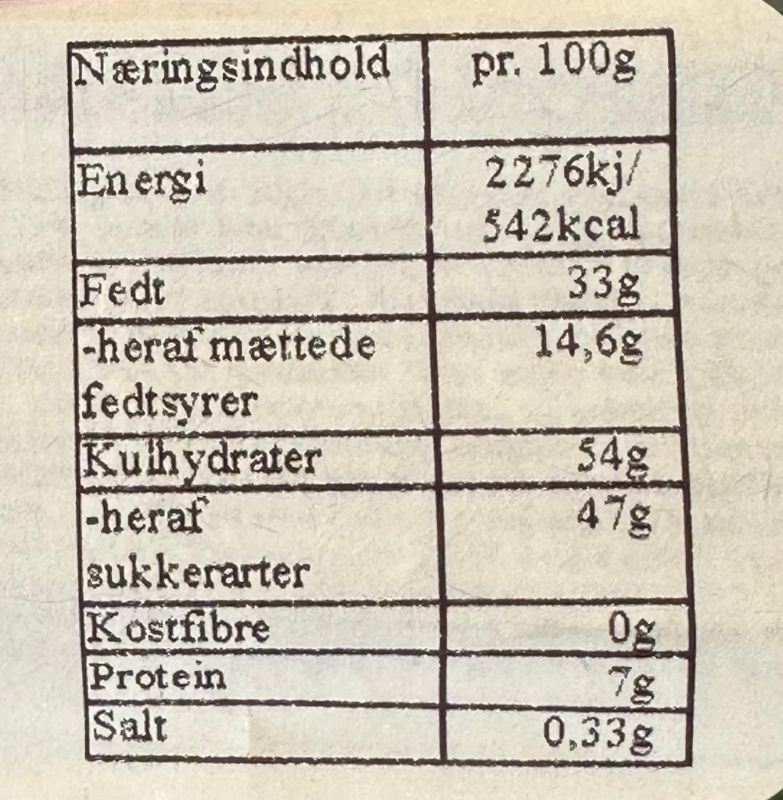 Næringsindhold pr. 100g
Energi 2276kj/
542kcal
Fedt 33g
-heraf mættede 14,6g
fedtsyrer
Kulhydrater 54g
-heraf 47g
sukkerarter
Kostfibre 0g
Protein 7g
Salt 0,33g